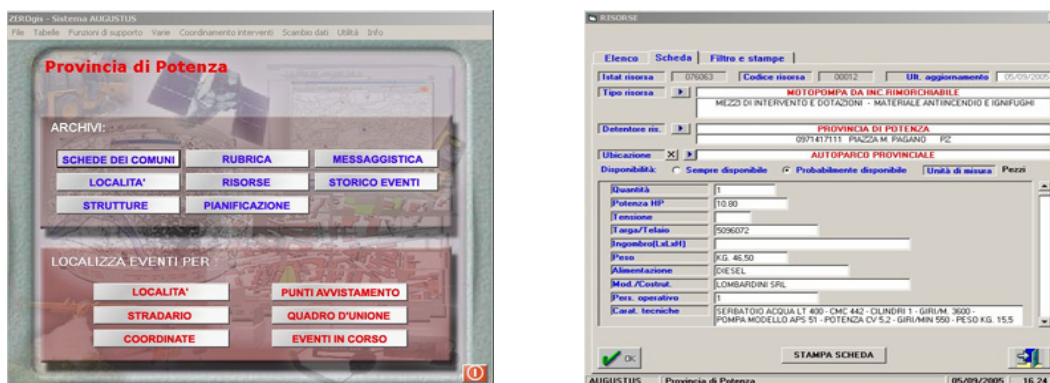 ZEROgis - Sistema AUGUSTUS
File Tabelle Funzioni di supporto Varie Coordinamento interventi Scambio dati Utilità Info
Provincia di Potenza
ARCHIVI:
SCHEDE DEI COMUNI RUBRICA MESSAGGISTICA
LOCALITA' RISORSE STORICO EVENTI
STRUTTURE PIANIFICAZIONE
LOCALIZZA EVENTI PER :
LOCALITA' PUNTI AVVISTAMENTO
STRADARIO QUADRO D'UNIONE
COORDINATE EVENTI IN CORSO
RISORSE
Elenco Scheda Filtro e stampe
Istat risorsa 076063 Codice risorsa 00012 Ult. aggiornamento 05/09/2005
Tipo risorsa MOTOPOMPA DA INC.RIMORCHIABILE
MEZZI DI INTERVENTO E DOTAZIONI - MATERIALE ANTIINCENDIO E IGNIFUGHI
Detentore ris. PROVINCIA DI POTENZA
0971417111 PIAZZA M. PAGANO PZ
Ubicazione X AUTOPARCO PROVINCIALE
Disponibilità: Sempre disponibile Probabilmente disponibile Unità di misura Pezzi
Quantità 1
Potenza HP 10.80
Tensione
Targa/Telaio 5096072
Ingombro(LxLxH)
Peso KG. 46,50
Alimentazione DIESEL
Mod./Costrut. LOMBARDINI SRL
Pers. operativo 1
Carat. tecniche SERBATOIO ACQUA LT 400 - CMC 442 - CILINDRI 1 - GIRI/M. 3600 -
POMPA MODELLO APS 51 - POTENZA CV 5,2 - GIRI/MIN 550 - PESO KG. 15,5
OK STAMPA SCHEDA
AUGUSTUS Provincia di Potenza 05/09/2005 16.24